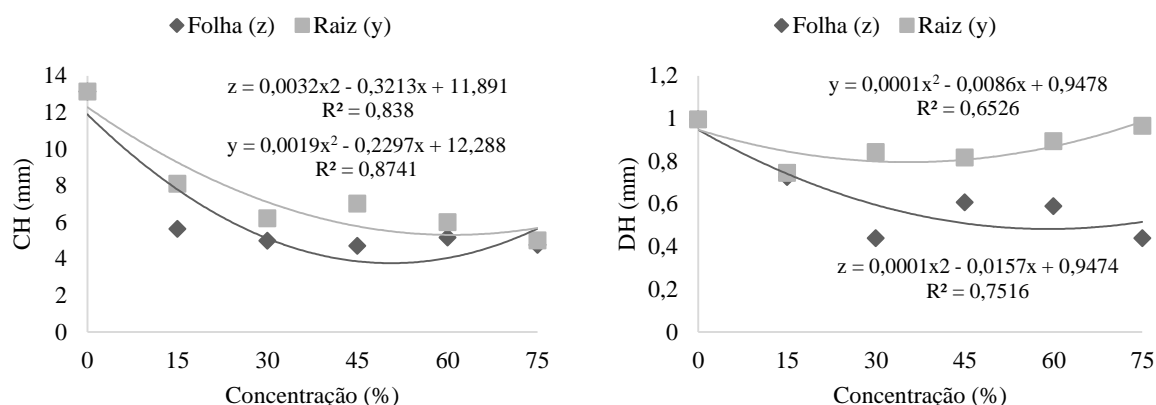 Folha (z) Raiz (y)
CH (mm)
14
12
10
8
6
4
2
0
z = 0,0032x2 - 0,3213x + 11,891
R² = 0,838
y = 0,0019x² - 0,2297x + 12,288
R² = 0,8741
0 15 30 45 60 75
Concentração (%)
Folha (z) Raiz (y)
DH (mm)
1,2
1
0,8
0,6
0,4
0,2
0
y = 0,0001x² - 0,0086x + 0,9478
R² = 0,6526
z = 0,0001x2 - 0,0157x + 0,9474
R² = 0,7516
0 15 30 45 60 75
Concentração (%)